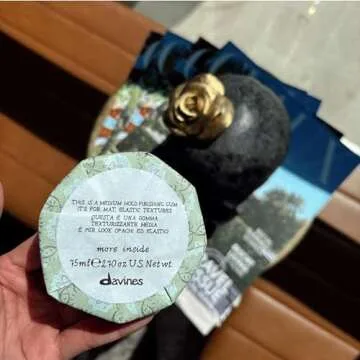 THIS IS A MEDIUM HOLD FINISHING GUM
IT'S FOR MAT, ELASTIC TEXTURES
QUESTA È UNA GOMMA
TEXTURIZZANTE MEDIA
È PER LOOK OPACHI ED ELASTICI
more inside
75ml℮2.70 oz U.S. Net wt.
davines